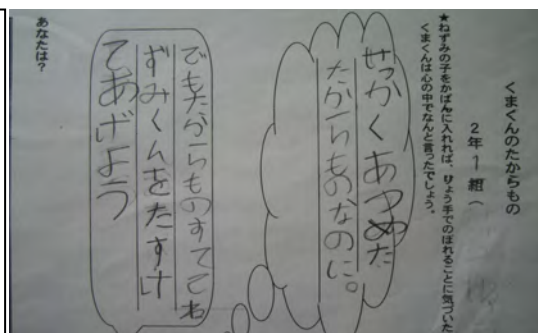 くまくんのたからもの
2年1組（
★ねずみの子をかばんに入れれば、りょう手でのぼれることに気づいた
くまくんは心の中でなんと言ったでしょう。
せっかくあつめた
たからものなのに。
でもたからものすててね
ずみくんをたすけ
てあげよう
あなたは？